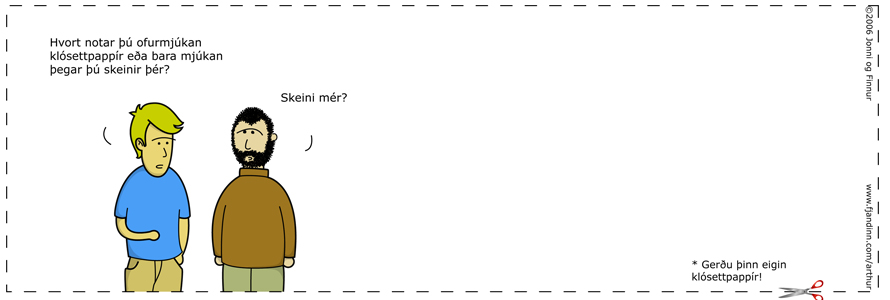 Hvort notar þú ofurmjúkan
klósettpappír eða bara mjúkan
þegar þú skeinir þér?
Skeini mér?
©2006 Jonni og Finnur
www.fjandinn.com/arthur
* Gerðu þinn eigin
klósettpappír!